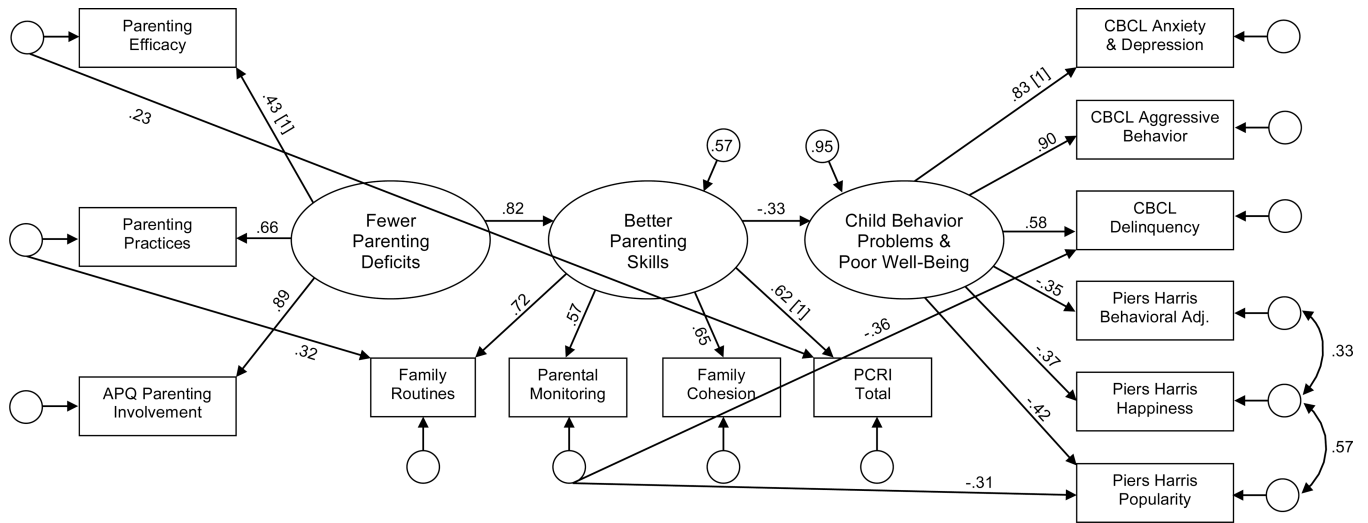 Parenting
Efficacy
CBCL Anxiety
& Depression
.83 [1]
.23
.43 [1]
CBCL Aggressive
Behavior
.57
.95
.90
Parenting
Practices
.66
Fewer
Parenting
Deficits
.82
Better
Parenting
Skills
-.33
Child Behavior
Problems &
Poor Well-Being
.58
CBCL
Delinquency
.89
.32
.72
.57
.65
.62 [1]
-.36
-.35
Piers Harris
Behavioral Adj.
.33
APQ Parenting
Involvement
Family
Routines
Parental
Monitoring
Family
Cohesion
PCRI
Total
-.37
Piers Harris
Happiness
-.42
.57
-.31
Piers Harris
Popularity